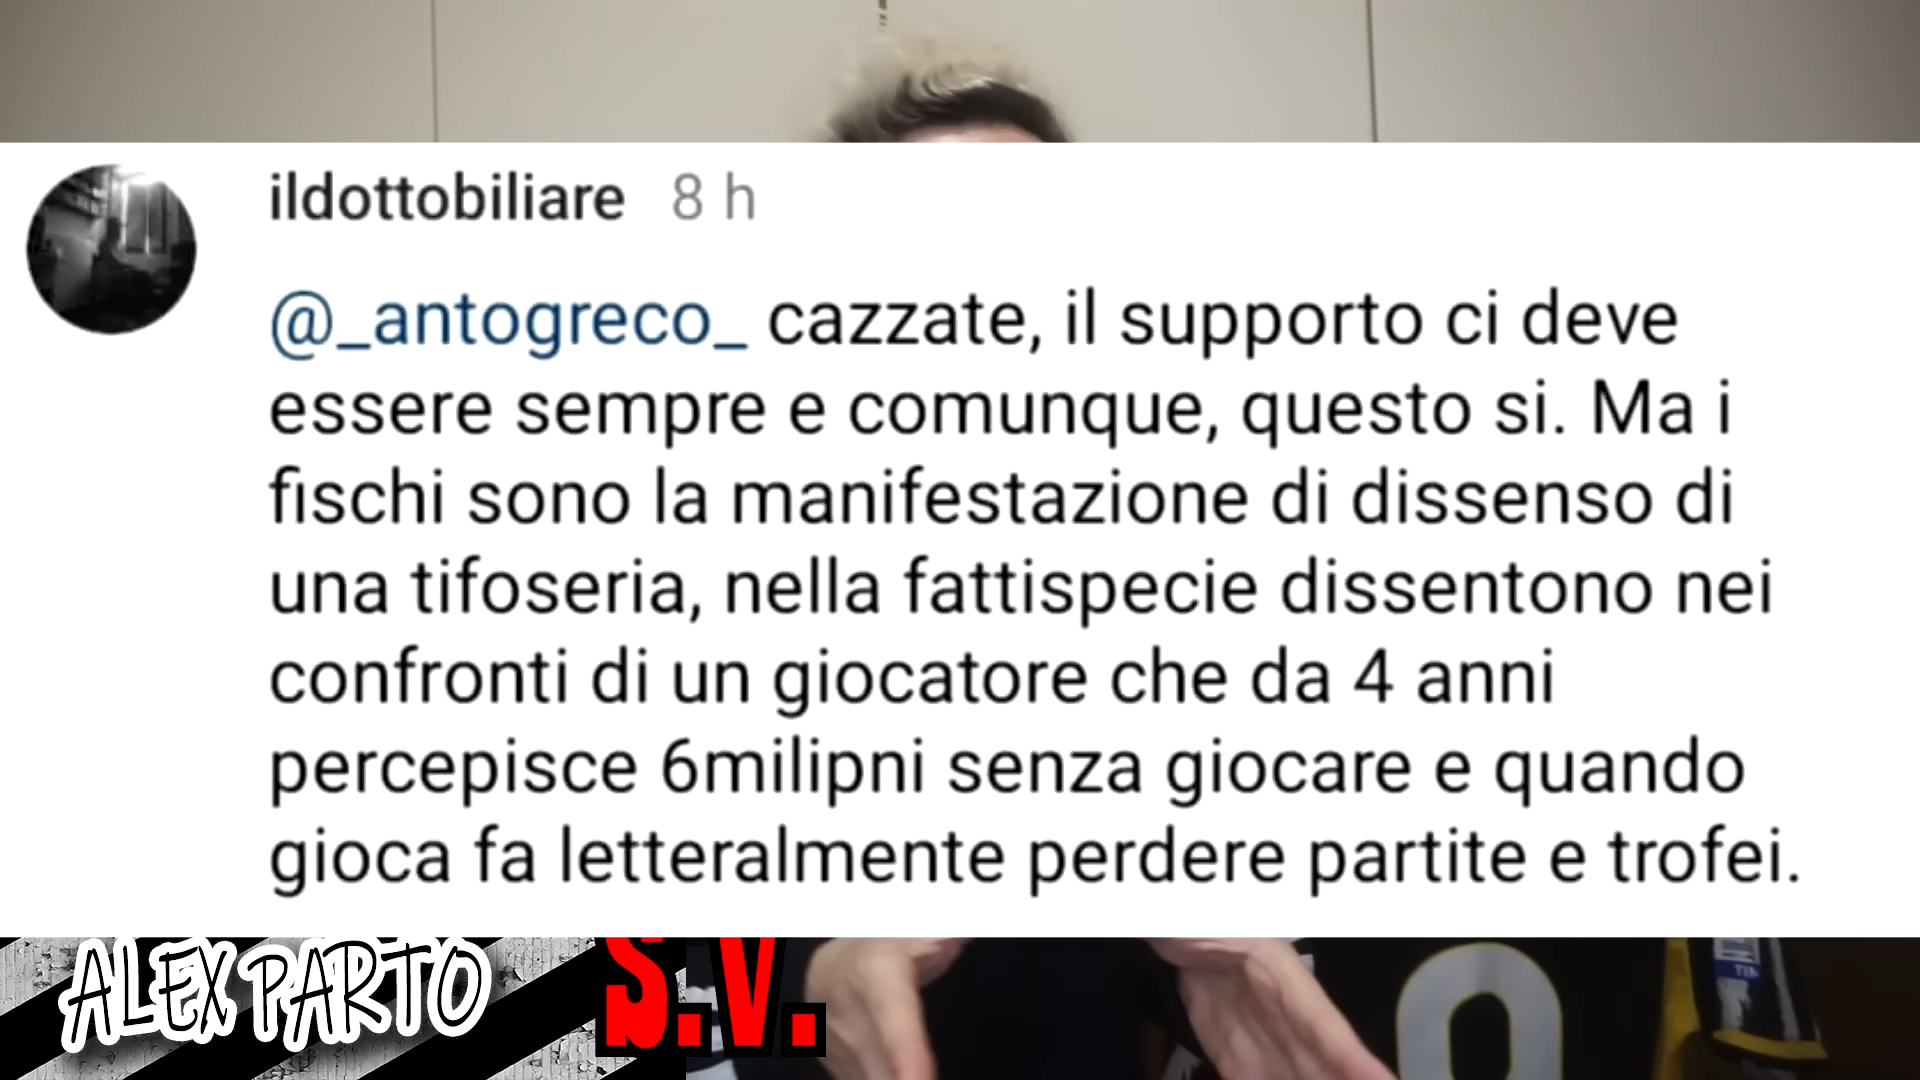 ildottobiliare 8 h
@_antogreco_ cazzate, il supporto ci deve
essere sempre e comunque, questo si. Ma i
fischi sono la manifestazione di dissenso di
una tifoseria, nella fattispecie dissentono nei
confronti di un giocatore che da 4 anni
percepisce 6milipni senza giocare e quando
gioca fa letteralmente perdere partite e trofei.
ALEX PARTO
S.V.
8
TIM